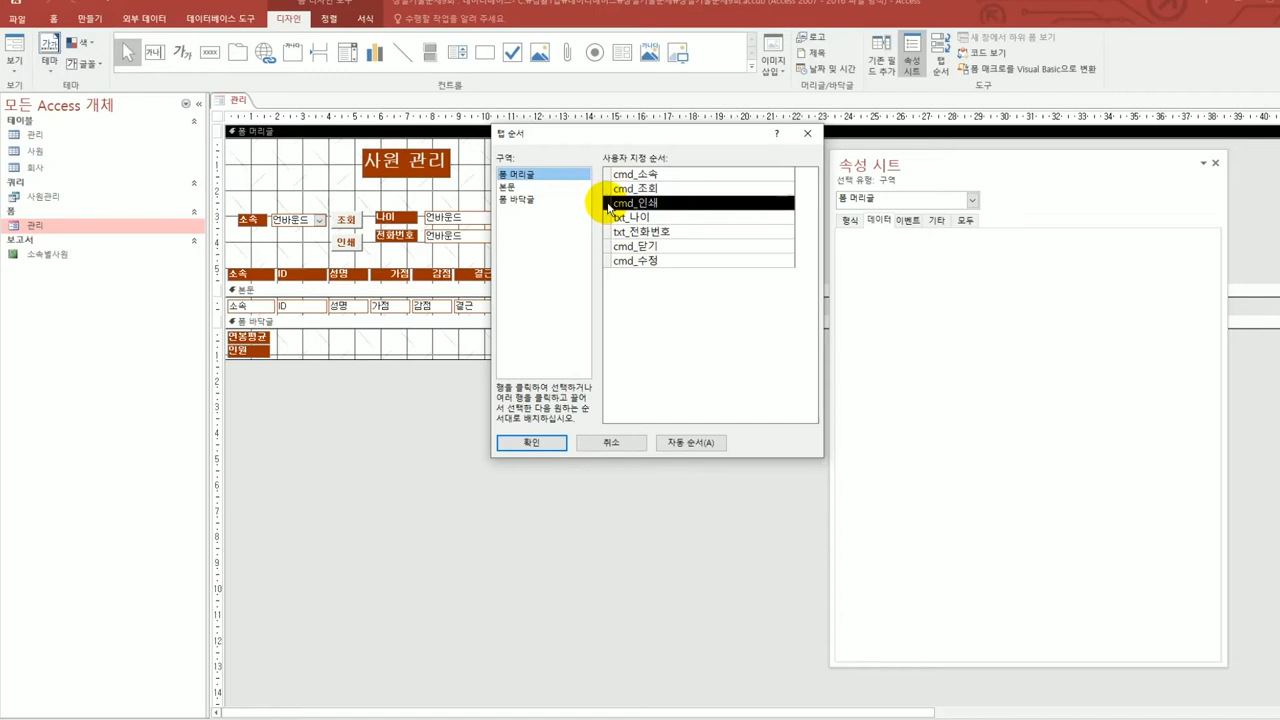 파일
홈
만들기
외부 데이터
데이터베이스 도구
디자인
정렬
서식
수행할 작업을 알려 주세요.
보기
테마
색
글꼴
이미지
삽입
로고
제목
날짜 및 시간
기존 필
드 추가
속성
시트
탭
순서
새 창에서 하위 폼 보기
코드 보기
폼 매크로를 Visual Basic으로 변환
보기
테마
컨트롤
머리글/바닥글
도구
모든 Access 개체
테이블
관리
사원
회사
쿼리
사원관리
폼
관리
보고서
소속별사원
관리
폼 머리글
사원 관리
소속
언바운드
조회
나이
언바운드
인쇄
전화번호
언바운드
소속 ID 성명 가점 감점 결근
본문
소속 ID 성명 가점 감점 결근
폼 바닥글
연봉평균
인원
탭 순서
구역:
폼 머리글
본문
폼 바닥글
행을 클릭하여 선택하거나
여러 행을 클릭하고 끌어
서 선택한 다음 원하는 순
서대로 배치하십시오.
사용자 지정 순서:
cmd_소속
cmd_조회
cmd_인쇄
txt_나이
txt_전화번호
cmd_닫기
cmd_수정
확인
취소
자동 순서(A)
속성 시트
선택 유형: 구역
폼 머리글
형식 데이터 이벤트 기타 모두